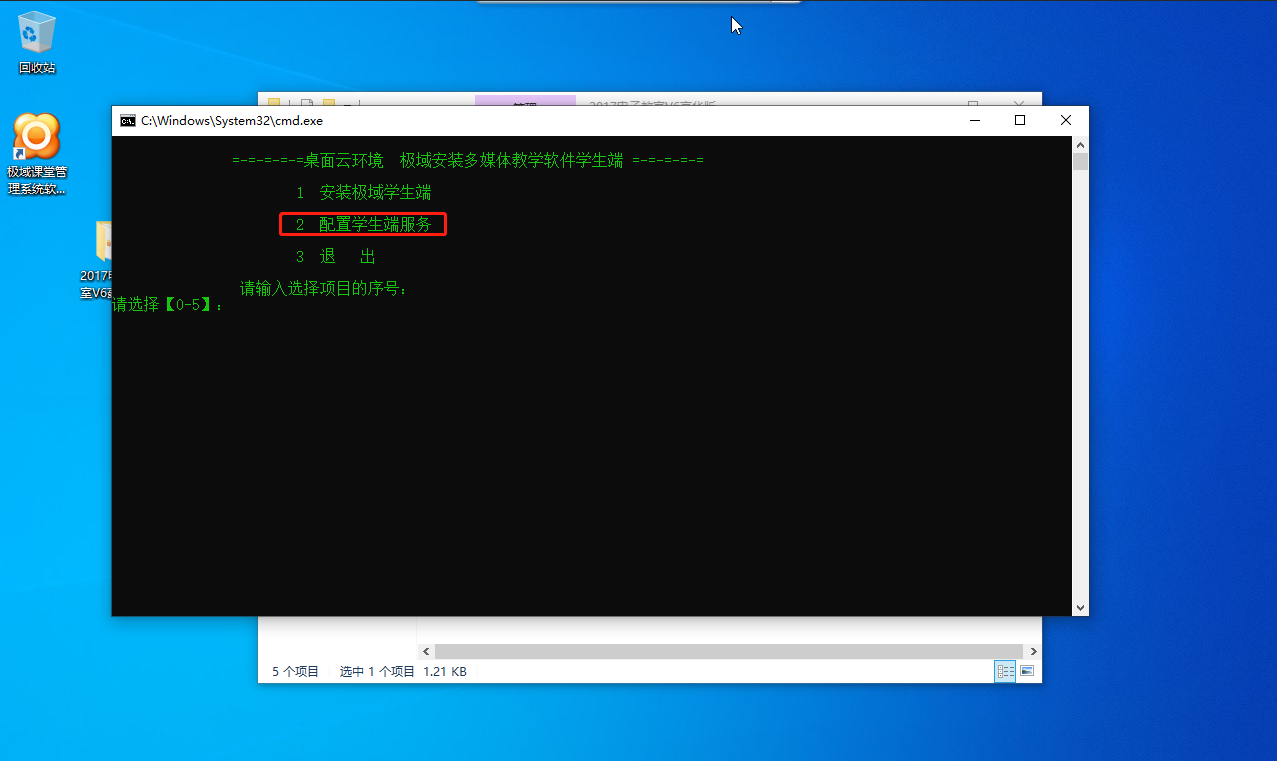 回收站
极域课堂管
理系统软...
2017
室V6
管理
2017电子教室V6豪华版
C:\Windows\System32\cmd.exe
=-=-=-=-=桌面云环境 极域安装多媒体教学软件学生端 =-=-=-=-=
1 安装极域学生端
2 配置学生端服务
3 退 出
请输入选择项目的序号：
请选择【0-5】：
5 个项目
选中 1 个项目 1.21 KB